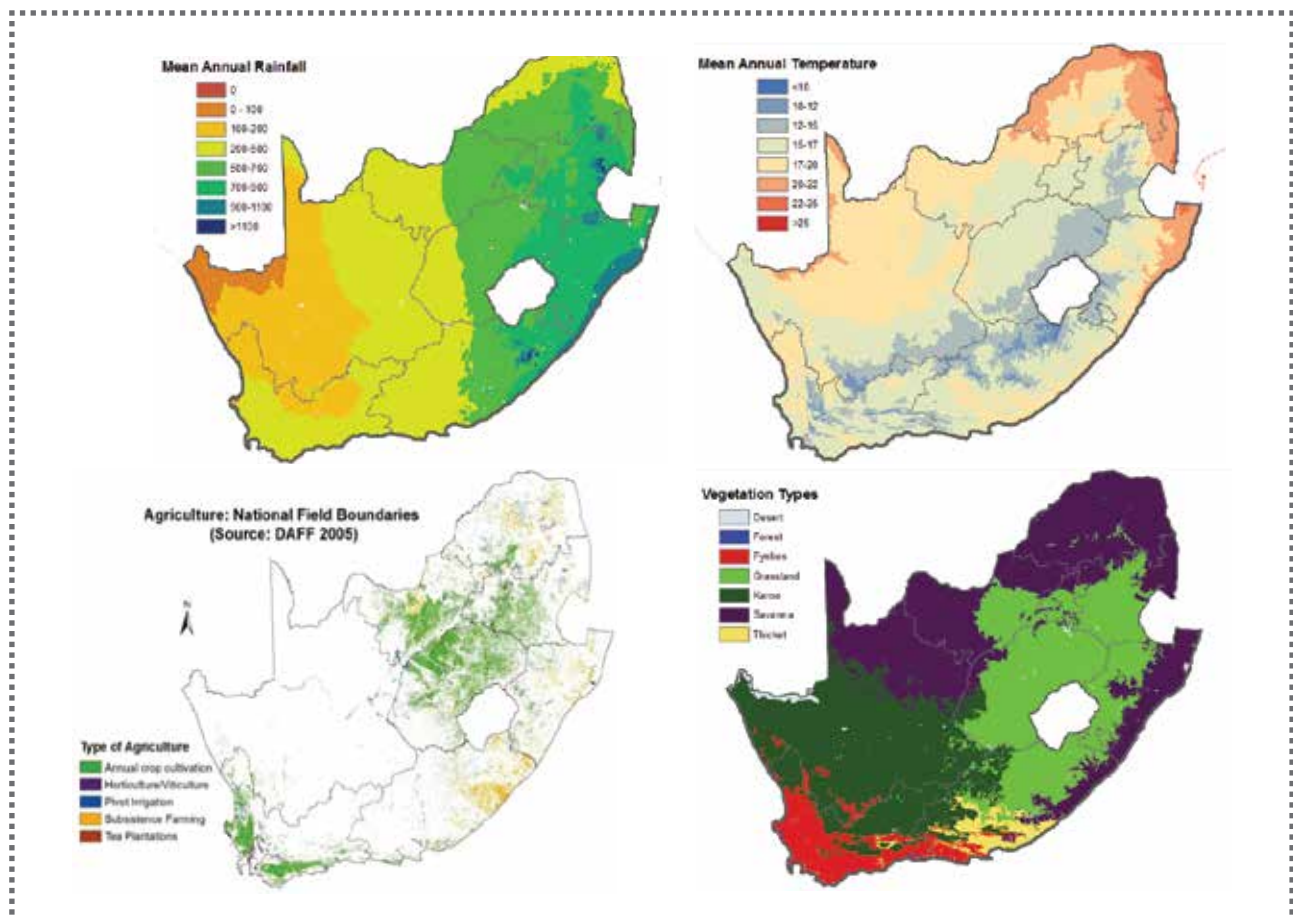 Mean Annual Rainfall
0
0 - 100
100-200
200-500
500-700
700-900
900-1100
>1100
Mean Annual Temperature
<10
10-12
12-15
15-17
17-20
20-22
22-25
>25
Agriculture: National Field Boundaries
(Source: DAFF 2005)
N
Type of Agriculture
Annual crop cultivation
Horticulture/Viticulture
Pivot Irrigation
Subsistence Farming
Tea Plantations
Vegetation Types
Desert
Forest
Fynbos
Grassland
Karoo
Savanna
Thicket